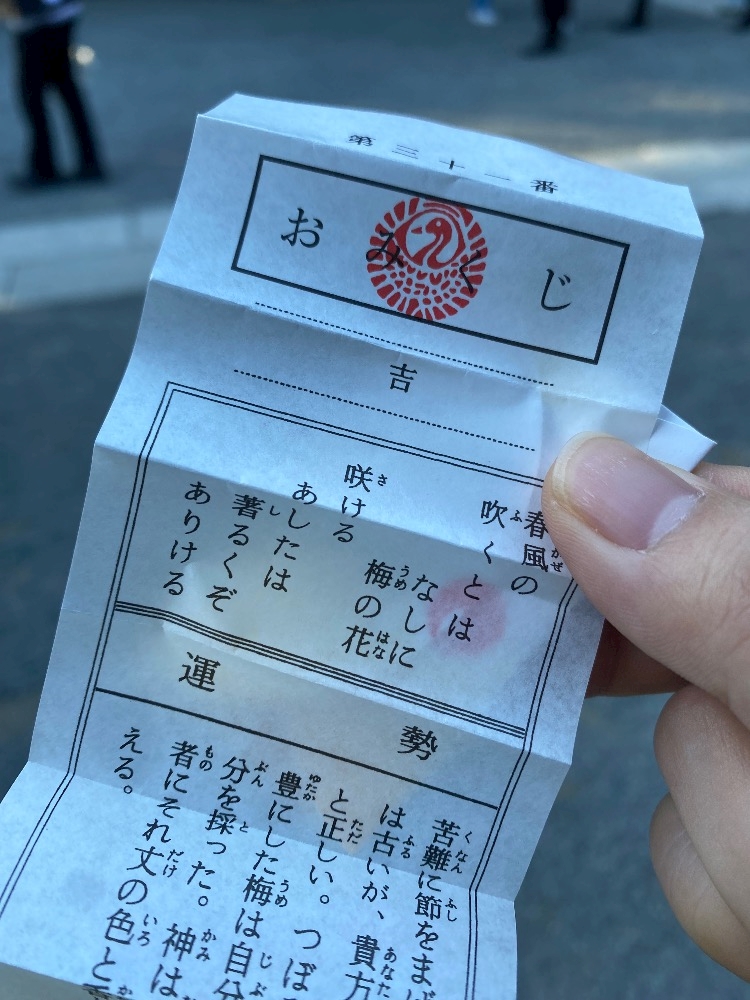 第三十一番
おみくじ
吉
春風の
吹くとは
なしに
梅の花
咲ける
あしたは
著るくぞ
ありける
運勢
苦難に節をま
は古いが、貴方
と正しい。つぼ
豊にした梅は自分
分を採った。神は
者にそれ丈の色と
える。